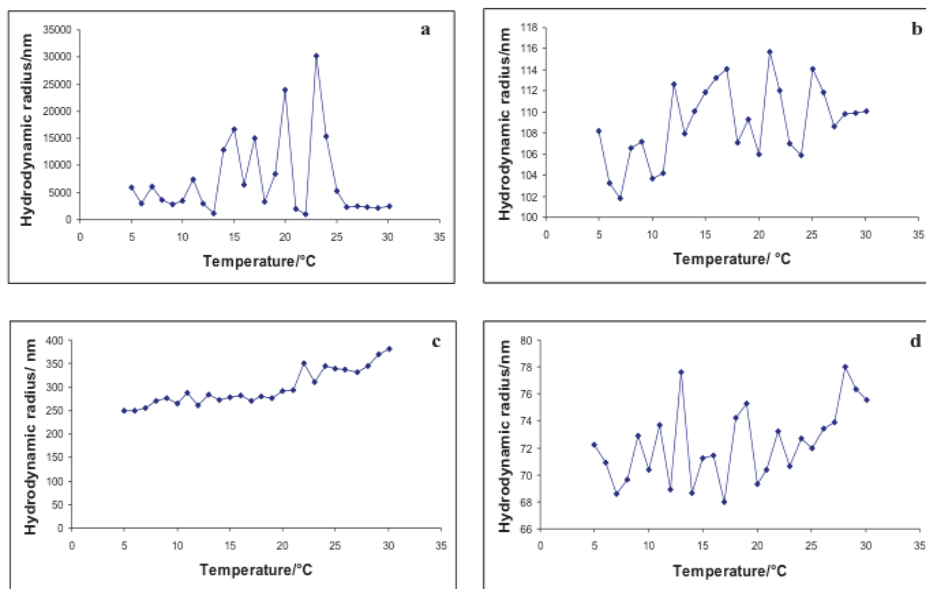 a
Hydrodynamic radius/nm
35000
30000
25000
20000
15000
10000
5000
0
0 5 10 15 20 25 30 35
Temperature/°C
b
Hydrodynamic radius/nm
118
116
114
112
110
108
106
104
102
100
0 5 10 15 20 25 30 35
Temperature/ °C
c
Hydrodynamic radius/ nm
400
350
300
250
200
150
100
50
0
0 5 10 15 20 25 30 35
Temperature/°C
d
Hydrodynamic radius/nm
80
78
76
74
72
70
68
66
0 5 10 15 20 25 30 35
Temperature/°C